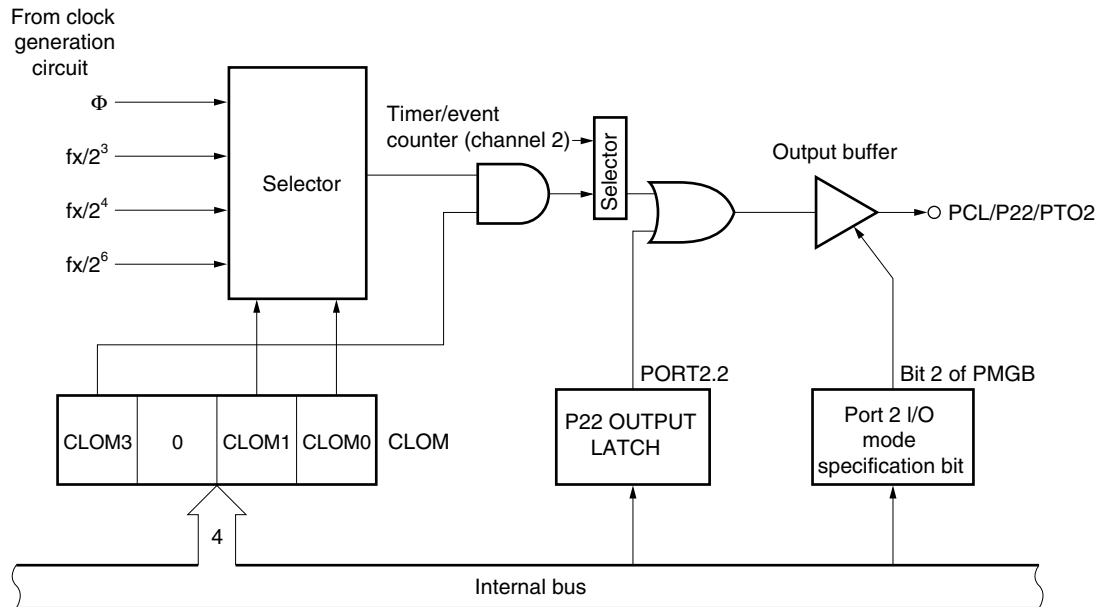 From clock
generation
circuit
Φ
fx/2³
fx/2⁴
fx/2⁶
Selector
Timer/event
counter (channel 2)
Selector
Output buffer
PCL/P22/PTO2
PORT2.2
Bit 2 of PMGB
CLOM3
0
CLOM1
CLOM0
CLOM
P22 OUTPUT
LATCH
Port 2 I/O
mode
specification bit
4
Internal bus